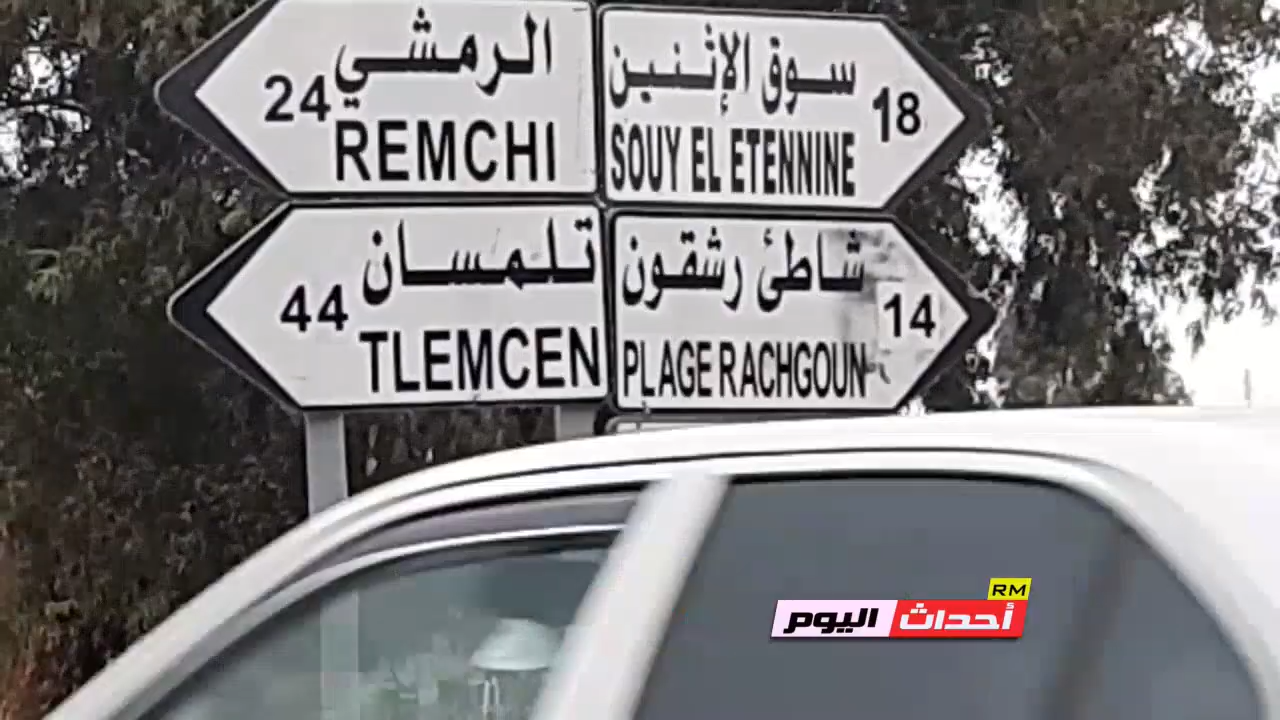 الرمشي
24
REMCHI
سوق الإثنين
18
SOUY EL ETENNINE
تلمسان
44
TLEMCEN
شاطئ رشقون
14
PLAGE RACHGOUN
RM
أحداث اليوم